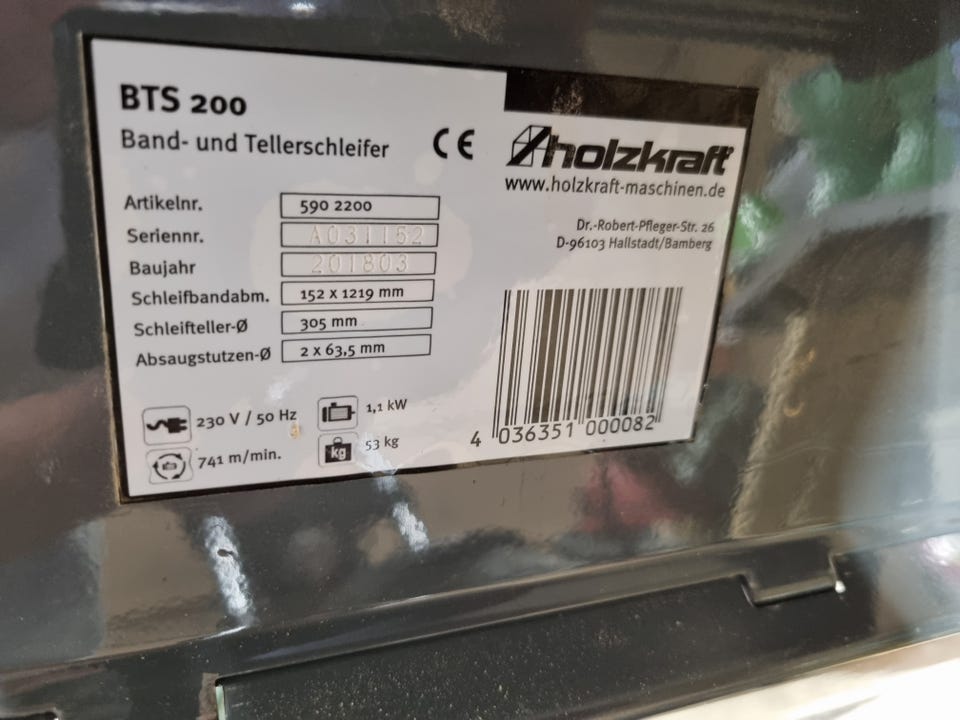 BTS 200
Band- und Tellerschleifer
CE
holzkraft®
www.holzkraft-maschinen.de
Dr.-Robert-Pfleger-Str. 26
D-96103 Hallstadt/Bamberg
Artikelnr. 590 2200
Seriennr. A031152
Baujahr 201803
Schleifbandabm. 152 x 1219 mm
Schleifteller-Ø 305 mm
Absaugstutzen-Ø 2 x 63,5 mm
230 V / 50 Hz
1,1 kW
741 m/min.
kg 53 kg
4 036351 000082